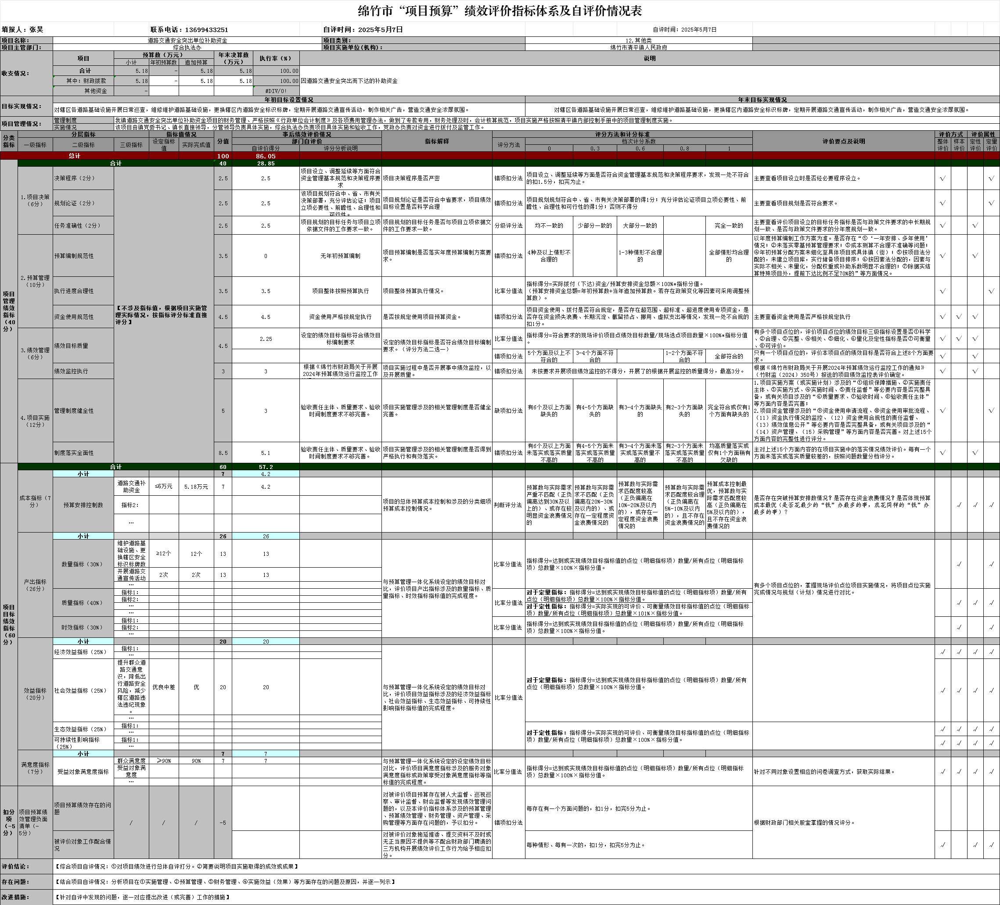 绵竹市“项目预算”绩效评价指标体系及自评价情况表
填报人：张昊 联系电话：13699433251 自评时间：2025年5月7日 自评时间：2025年5月7日
项目名称： 道路交通安全突出单位补助资金 项目类别： 12.其他类
项目主管部门： 综合执法办 项目实施单位(机构)： 绵竹市清平镇人民政府
收支情况： 项目 预算数（万元） 年末决算数（万元） 执行率（%） 说明
小计 年初预算数 追加预算
合计 5.18 - 5.18 5.18 100.00
其中：财政拨款 5.18 - 5.18 5.18 100.00 因道路交通安全突出而下达的补助资金
其他资金 - #DIV/0!
目标实现情况： 年初目标设置情况 年末目标实现情况
对辖区各道路基础设施开展日常巡查，维修维护道路基础设施，更换辖区内道路安全标识标牌，定期开展道路交通宣传活动，制作相关广告，营造交通安全浓厚氛围。 对辖区各道路基础设施开展日常巡查，维修维护道路基础设施，更换辖区内道路安全标识标牌，定期开展道路交通宣传活动，制作相关广告，营造交通安全浓厚氛围。
项目管理情况： 管理制度 我镇道路交通安全突出单位补助资金项目的财务管理、严格按照《行政单位会计制度》及各项费用管理办法，做到了专款专用，财务处理及时，会计核算规范，项目实施严格按照清平镇内部控制手册中的项目管理制度实施。
实施情况 该项目由镇党委书记、镇长直接领导，分管领导负责具体实施，综合执法办负责项目具体实施和验收工作，党政办负责对资金进行拨付及监管工作。
分类指标 分层指标 指标值情况 分值 事后绩效评价情况 指标解释 评分方法和计分标准 评价要点及说明 评价方式 评价属性
部门自评价 评分方法 档次计分系数
一级指标 二级指标 三级指标 设定指标值 实际完成值 自评价得分 评分分析说明 0 0.3 0.6 0.8 1 整体评价 样本评价 定性评价 定量评价
总计 100 86.05
项目管理绩效指标（40分） 合计 40 28.85
1.项目决策（6分） 决策程序（2分） 【不涉及指标值，根据项目实施管理实际情况，按指标评分标准直接评分】 2.5 2.5 项目设立、调整延续等方面符合资金管理基本规范和决策程序要求 项目决策程序是否严密 错项扣分法 项目设立、调整延续等方面是否符合资金管理基本规范和决策程序要求，发现一处不符合的扣1.5分，扣完为止。 主要查看项目设立时是否经必要程序设立。 √ √
规划论证（2分） 2.5 2.5 该项目规划符合中、省、市有关决策部署，充分评估论证；项目立项必要性、前瞻性、合理性和可行性。 项目规划论证是否符合中省要求，项目绩效目标设置是否科学合理 错项扣分法 项目规划规划符合中、省、市有关决策部署的得1分；充分评估论证项目立项必要性、前瞻性、合理性和可行性的得1分；否则不得分 主要查看项目规划是否符合要求。 √ √
任务准确性（2分） 2.5 2.5 项目规划的目标任务与项目立项依据文件的工作要求一致。 项目规划的目标任务是否与项目立项依据文件的工作要求一致。 分级评分法 均不一致的 少部分一致的 大部分一致的 完全一致的 主要查看评价项目设立的目标任务指标是否与政策文件要求的中长期规划一致、是否与政策文件要求的分年度规划一致。 √ √
2.预算管理（10分） 预算编制规范性 3.5 0 无年初预算编制 项目预算编制是否落实年度预算编制方案要求。 错项扣分法 4种及以上情形不合理的 1-3种情形不合理的 全部情形均合理的 以年度预算编制工作方案为准。是否存在“①‘一年安排、多年使用’情况；②未落实零基预算管理要求；③成本测算不合理不准确等问题；④年初预算分配方案未细化至具体项目或具体镇（街）；⑤按项目法分配的，未建立项目库，实行储备项目排序；⑥按因素法分配的，因素与实际不相关、未量化，分配权重或补助系数明显不合理的；⑦除据实结算特殊项目外，提前下达比例不足70%的”等方面情况。 √ √
执行进度合理性 3.5 3.5 项目整体按照预算执行 项目整体预算执行情况。 比率分值法 指标得分=实际拨付（下达)资金/预算安排资金总额×100%*指标分值。（预算安排资金总额=年初预算数+当年追加预算数。若存在政策变化等因素可采用调整预算数）。 √ √
资金使用规范性 4.5 4.5 资金使用严格按规定执行 是否按规定使用项目预算资金。 错项扣分法 项目资金使用、拨付是否符合规定，是否存在超范围、超标准、超进度使用专项资金，是否存在资金损失浪费、长期沉淀、截留挤占、挪用、虚拟支出等情况，发现一处不合规的扣1分。 主要查看资金使用是否严格按规定执行 √ √ √
3.绩效管理（6分） 绩效目标质量 4.5 2.25 设定的绩效目标指标符合绩效目标编制要求 设定的绩效目标指标是否符合绩效目标编制要求。（评分方法二选一） 比率分值法 指标得分=符合要求的现场评价项目点绩效目标数量/现场选点项目数量×100%*指标分值。 有多个项目点位的，评价项目点位的绩效目标三级指标设置是否①科学、②合理、③完整、④相关、⑤细化、⑥量化及定性指标是否⑦可衡量、⑧可评价。 √ √ √
错项扣分法 5个方面及以上不符合的 3-4个方面不符合的 1-2个方面不符合的 全部符合的 只有一个项目点位的，评价本项目点的绩效目标是否符合上述8个方面要求。 √ √
绩效监控执行 3 3 根据《绵竹市财政局关于开展2024年预算绩效运行监控工作 项目实施过程中是否开展事中绩效监控，以及开展质量。 错项扣分法 未按要求开展项目绩效监控的不得分，开展了的根据开展监控的质量得分，最高3分。 根据《绵竹市财政局关于开展2024年预算绩效运行监控工作的通知》（竹财监（2024）350号）报送的项目绩效监控表评价确定。 √ √
4.项目实施（12分） 管理制度健全性 5 3 验收责任主体、质量要求、验收时间制度要求不够完善。 项目实施管理涉及的相关管理制度是否健全完善。 缺项扣分法 有6个及以上方面缺失的 有4-5个方面缺失的 有3-4个方面缺失的 有2-3个方面缺失的 完全符合或仅有1个方面有缺失的 1.项目实施方案（或实施计划）涉及的“①组织保障措施、②实施责任主体、③实施方式、④实施时间、⑤责任监督”等必要内容是否完整具备，或有关项目涉及的“⑥质量要求、⑦验收时间、⑧验收责任主体”等方面内容是否完善；
2.项目资金管理涉及的“⑨资金使用申请流程、⑩资金使用审批流程、（11）资金执行情况的监控、（12）资金使用合规性的责任监督、（13）绩效信息公开”等必要内容是否完整具备，或有关项目涉及的“（14）资产管理、（15）采购管理”等方面内容是否完善。对上述15个方面内容的完整性进行评分。 √ √
制度落实全面性 8.5 5.1 验收责任主体、质量要求、验收时间制度要求不够完善。 项目实施管理涉及的相关管理制度是否得到严格执行和有效落实。 错项扣分法 有6个及以上方面未落实或落实质量不高的 有4-5个方面未落实或落实质量不高的 有3-4个方面未落实或落实质量不高的 有2-3个方面未落实或落实质量不高的 均高质量落实或仅有1个方面稍有欠缺的 主对上述15个方面内容的在项目实施中的落实情况绩效评价。每有一个方面未落实或落实质量较差的，按照问题数量分档评分。 √ √
项目目标绩效指标（60分） 合计 60 57.2
成本指标（7分） 小计 7 4.2
预算安排控制数 道路交通补助资金 ≤6万元 5.18万元 7 4.2 项目的总体预算成本控制和涉及的分类细项预算成本控制情况。 判断评分法 预算数与实际需求严重不匹配（正负偏离达到30%及以上的）、或存在较明显资金浪费情况的 预算数与实际需求不匹配（正负偏离在20%-30%及以内的）、或存在一定程度资金浪费情况的 预算数与实际需求匹配度较高（正负偏离在10%-20%及以内的），或存在一定程度资金浪费情况的 预算数与实际需求匹配度较合理（正负偏离在5%-10%及以内的），且不存在资金浪费情况的 预算成本控制最优，预算数与实际需求匹配度较高（正负偏离在5%及以内的），且不存在资金浪费情况的 是否存在突破预算安排数情况？是否存在资金浪费情况？是否体现预算成本最优（是否花最少的“钱”办最多的事，或花同样的“钱”办最多的事）？ √ √ √
指标2：
…
产出指标（26分） 小计 26 26
数量指标（30%） 维护道路基础设施、更换辖区安全标识标牌数 ≥12个 12个 13 13 与预算管理一体化系统设定的绩效目标对比，评价项目产出指标涉及的数量指标、质量指标、时效指标指标值的完成程度。 比率分值法 指标得分=达到或实现绩效目标指标值的点位（明细指标项）数量/所有点位（明细指标项）总数量×100%×指标分值。 有多个项目点位的，掌握现场评价点位项目实施情况，将项目点位实施完成情况与规划（计划）情况进行对比。 √ √
开展道路交通宣传活动 2次 2次 13 13
…
质量指标（40%） 指标1： 比率分值法 对于定量指标：指标得分=达到或实现绩效目标指标值的点位（明细指标项）数量/所有点位（明细指标项）总数量×100%×指标分值。 √ √ √
指标2：
… 对于定性指标：指标得分=实际实现的可评价、可衡量绩效目标指标值的点位（明细指标项）数量/所有点位（明细指标项）总数量×101%×指标分值。
…
时效指标（30%） 指标1： 比率分值法 指标得分=达到或实现绩效目标指标值的点位（明细指标项）数量/所有点位（明细指标项）总数量×100%×指标分值。 √ √
指标2：
…
效益指标（20分） 小计 20 20
经济效益指标（25%） 指标1： 与预算管理一体化系统设定的绩效目标对比，评价项目效益指标涉及的经济效益指标、社会效益指标、生态效益指标、可持续性影响指标指标值的完成程度。 比率分值法 对于定量指标：指标得分=达到或实现绩效目标指标值的点位（明细指标项）数量/所有点位（明细指标项）总数量×100%×指标分值。 √ √ √ √
…
社会效益指标（25%） 提升群众道路交通意识，降低出行道路安全风险，减少辖区道路违法违纪现象。 优良中差 优 20 20 √ √ √ √
…
生态效益指标（25%） 指标1： 对于定性指标：指标得分=实际实现的可评价、可衡量绩效目标指标值的点位（明细指标项）数量/所有点位（明细指标项）总数量×100%×指标分值。 √ √ √ √
…
可持续性影响指标（25%） 指标1： √ √ √ √
…
满意度指标（7分） 小计 7 7
受益对象满意度指标 群众满意度 ≥90% 90% 7 7 与预算管理一体化系统设定的设定绩效目标对比，评价项目满意度指标涉及的服务对象满意度指标或政策享受对象满意度指标等指标值的完成程度。 比率分值法 指标得分=达到或实现绩效目标指标值的点位（明细指标项）数量/所有点位（明细指标项）总数量×100%×指标分值。 针对不同对象设置相应的问卷调查方式，获取实际结果。 √ √ √ √
受益对象满意度
…
扣分项（-5分） 项目预算绩效管理负面清单（-5分） 项目预算绩效存在的问题 / / / -5 对被评价项目预算存在被人大监督、巡视巡察、审计监督、财会监督等发现绩效管理问题的，以及本评价指标体系涉及的预算管理、预算绩效管理、财务管理、资产管理、采购管理等方面存在问题的，予以扣分。 错项扣分法 每存在有一个方面问题的，扣1分，扣完5分为止。 根据财政部门相关股室掌握的情况评分。
被评价对象工作配合情况 对被评价对象拖延推诿、提交资料不及时或无正当原因不提供等不配合财政部门聘请的三方机构开展绩效评价工作行为给予相应扣分。 每种情形、每有一次的，扣1分，扣完5分为止。 √ √ √
评价结论： 【综合项目自评情况：①对项目绩效进行总体自评打分。②简要说明项目实施取得的成效或成果】
存在问题： 【结合项目自评情况：分析项目在①实施管理、②预算管理、③财务管理、④实施效益（效果）等方面存在的问题及原因，并逐一列示】
改进措施： 【针对自评中发现的问题，逐一对应提出改进（或完善）工作的措施】